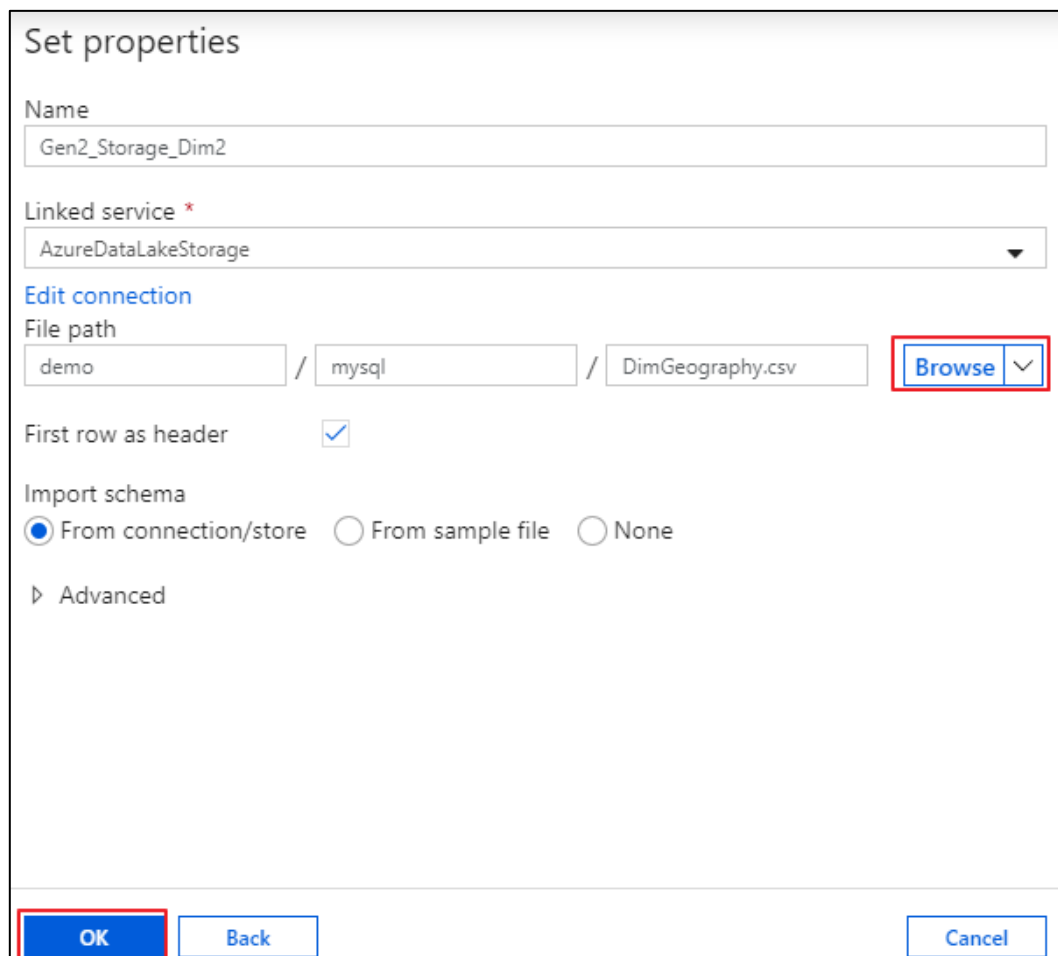 Set properties
Name
Gen2_Storage_Dim2
Linked service *
AzureDataLakeStorage
Edit connection
File path
demo / mysql / DimGeography.csv Browse
First row as header
Import schema
From connection/store From sample file None
Advanced
OK Back Cancel